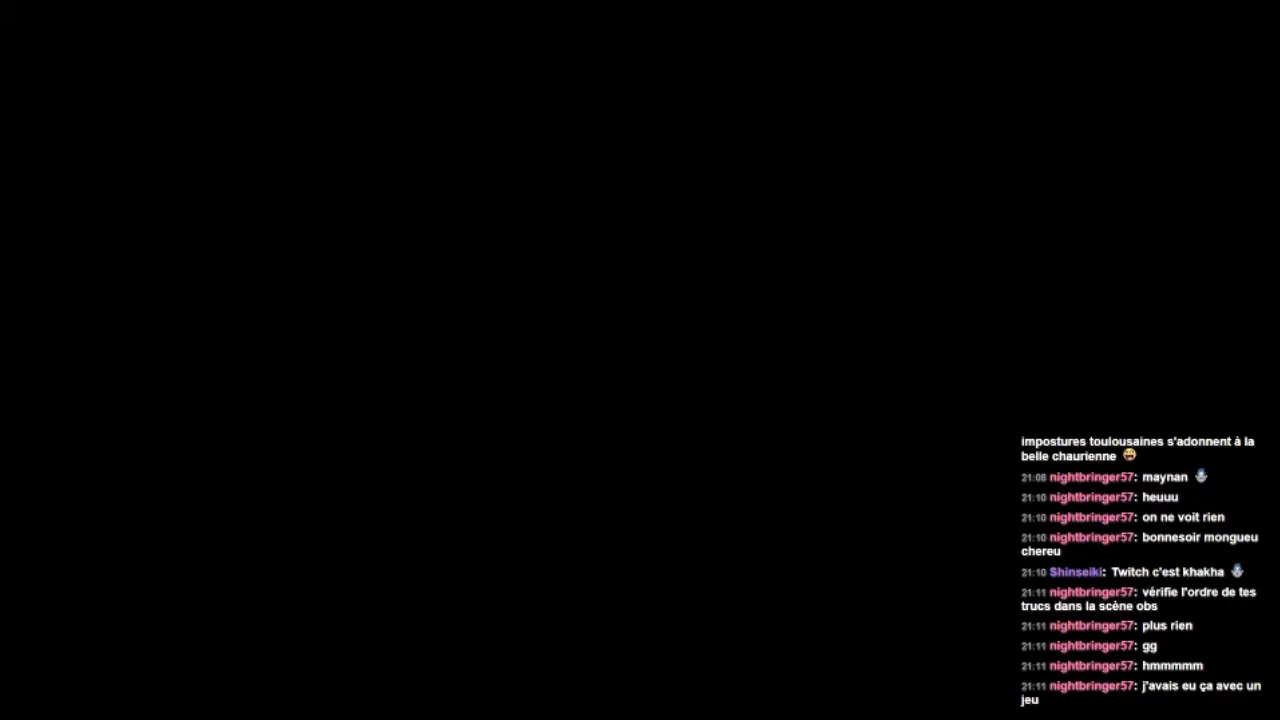 impostures toulousaines s'adonnent à la
belle chaurienne
21:08 nightbringer57: maynan
21:10 nightbringer57: heuuu
21:10 nightbringer57: on ne voit rien
21:10 nightbringer57: bonnesoir mongueu
chereu
21:10 Shinseiki: Twitch c'est khakha
21:11 nightbringer57: vérifie l'ordre de tes
trucs dans la scène obs
21:11 nightbringer57: plus rien
21:11 nightbringer57: gg
21:11 nightbringer57: hmmmmm
21:11 nightbringer57: j'avais eu ça avec un
jeu